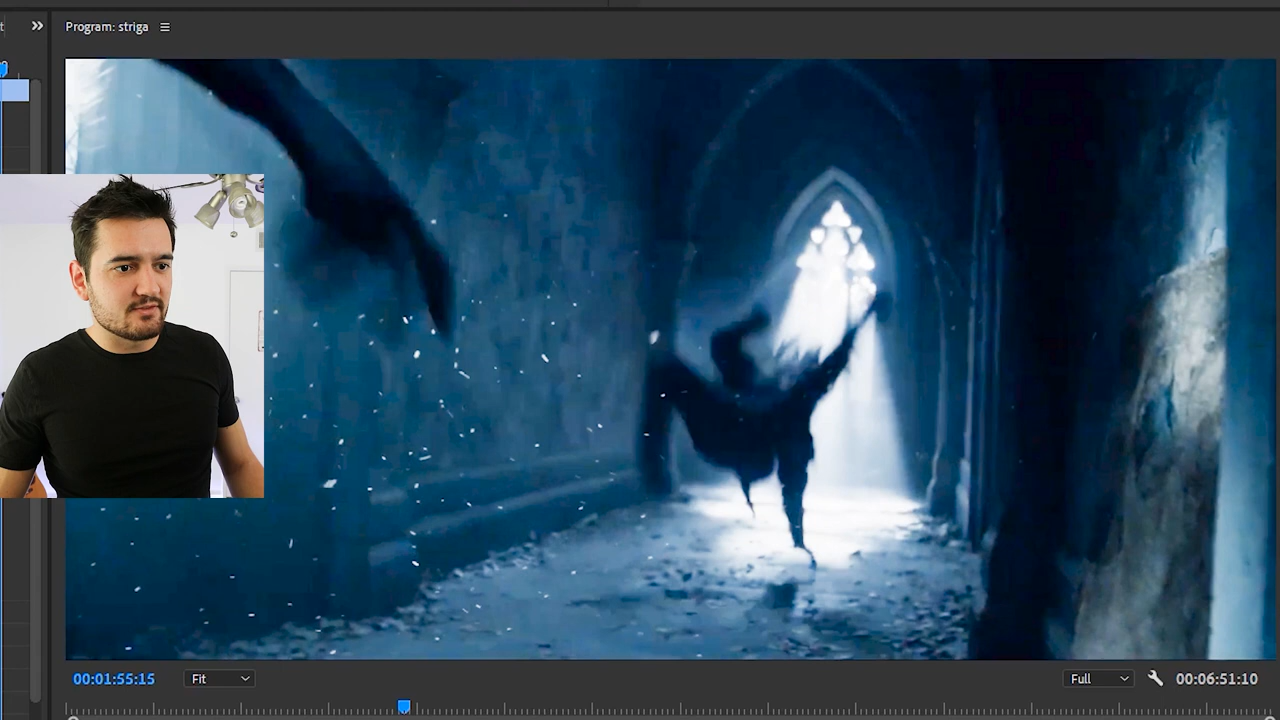 t
Program: striga
00:01:55:15
Fit
Full
00:06:51:10